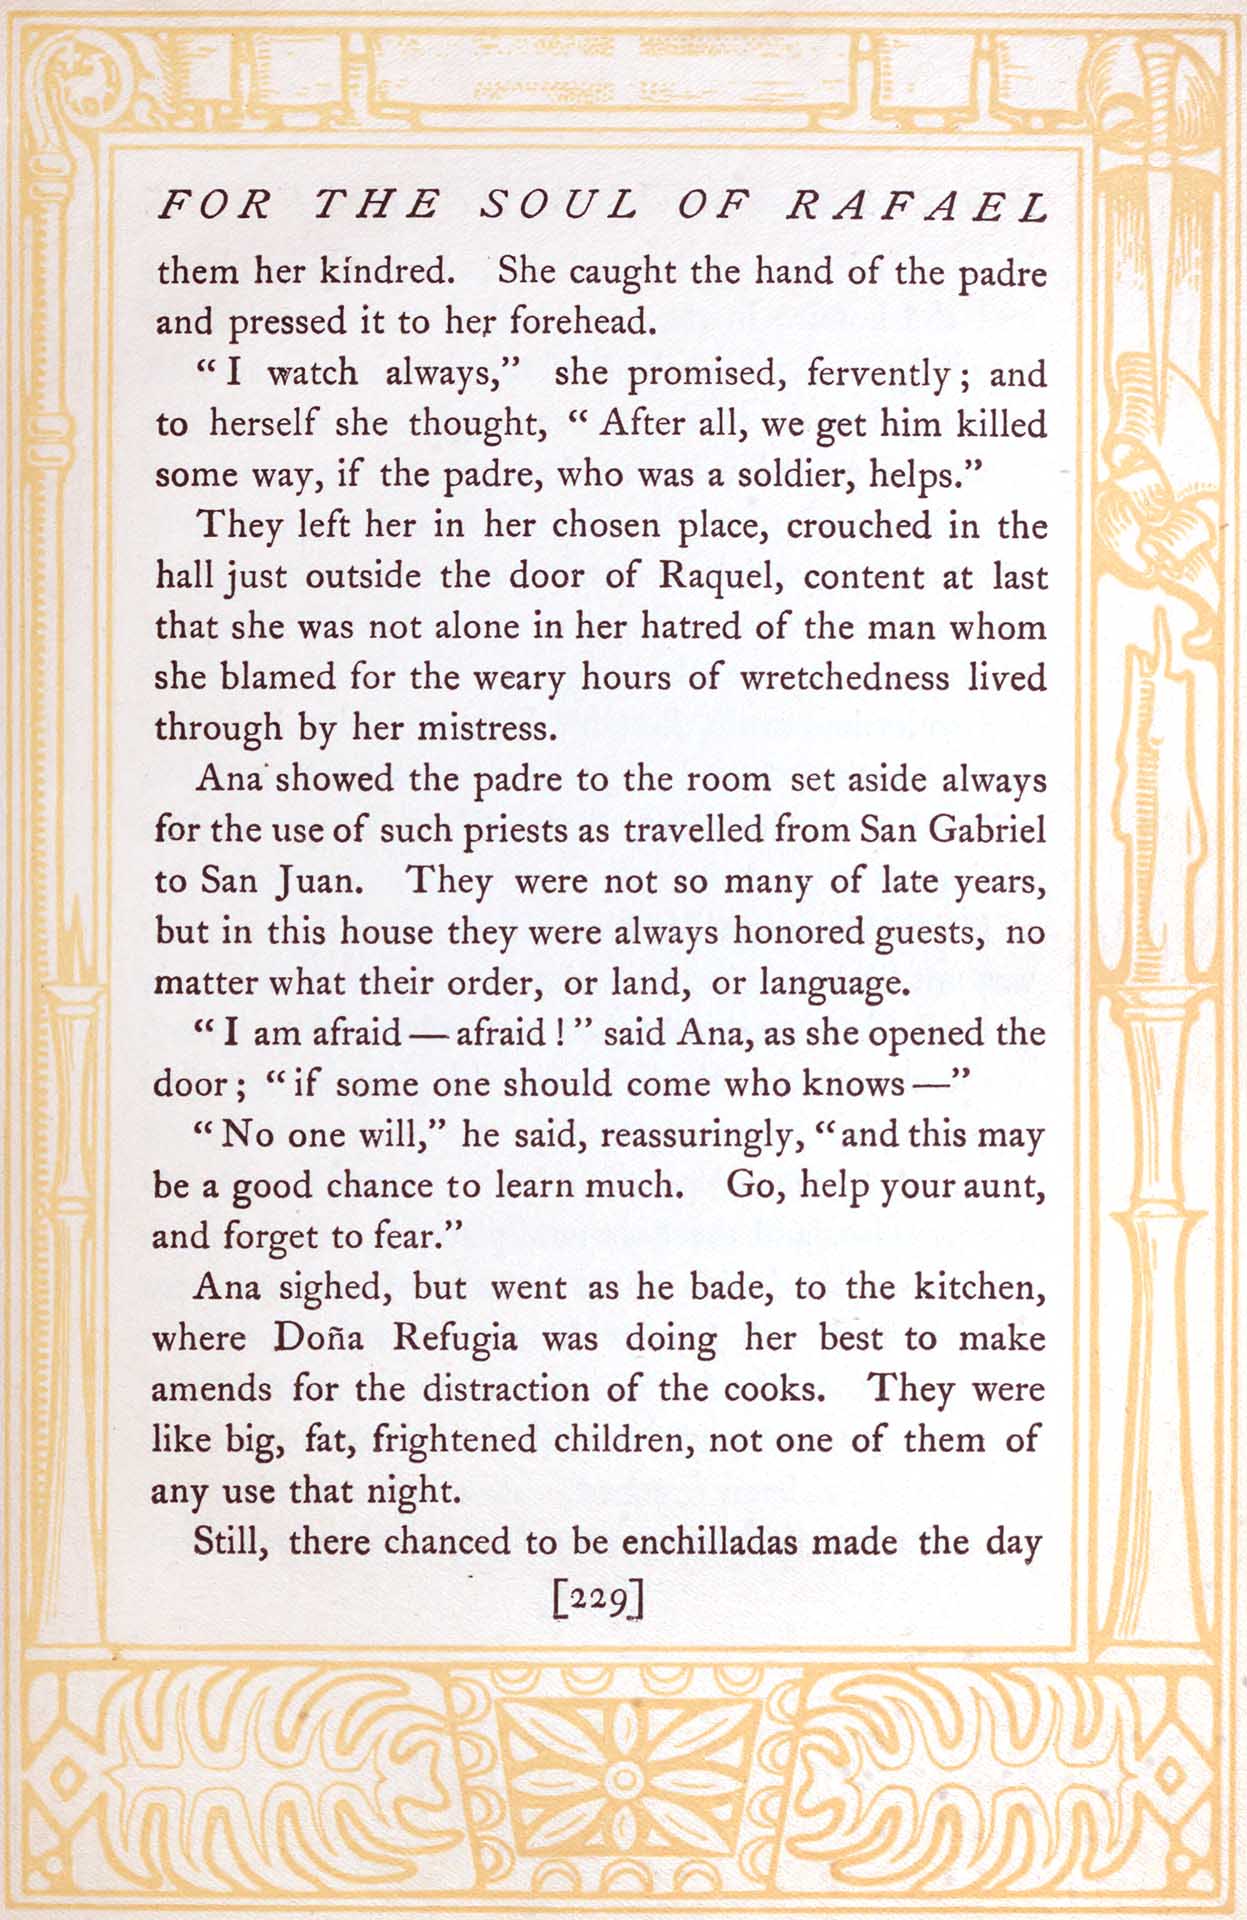 FOR THE SOUL OF RAFAEL
them her kindred. She caught the hand of the padre
and pressed it to her forehead.
“I watch always,” she promised, fervently; and
to herself she thought, “After all, we get him killed
some way, if the padre, who was a soldier, helps.”
They left her in her chosen place, crouched in the
hall just outside the door of Raquel, content at last
that she was not alone in her hatred of the man whom
she blamed for the weary hours of wretchedness lived
through by her mistress.
Ana showed the padre to the room set aside always
for the use of such priests as travelled from San Gabriel
to San Juan. They were not so many of late years,
but in this house they were always honored guests, no
matter what their order, or land, or language.
“I am afraid — afraid!” said Ana, as she opened the
door; “if some one should come who knows —”
“No one will,” he said, reassuringly, “and this may
be a good chance to learn much. Go, help your aunt,
and forget to fear.”
Ana sighed, but went as he bade, to the kitchen,
where Doña Refugia was doing her best to make
amends for the distraction of the cooks. They were
like big, fat, frightened children, not one of them of
any use that night.
Still, there chanced to be enchilladas made the day
[229]